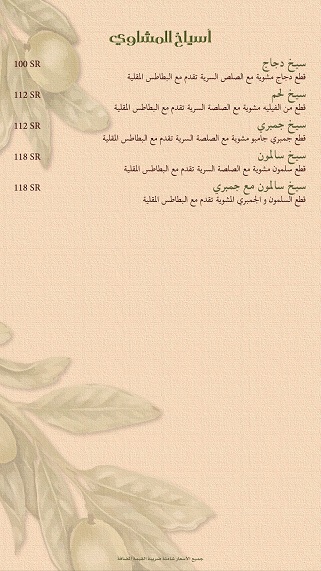 أسياخ المشاوي
سيخ دجاج 100 SR
قطع دجاج مشوية مع الصلص السرية تقدم مع البطاطس المقلية
سيخ لحم 112 SR
قطع من الفيليه مشوية مع الصلصة السرية تقدم مع البطاطس المقلية
سيخ جمبري 112 SR
قطع جمبري جامبو مشوية مع الصلصة السرية تقدم مع البطاطس المقلية
سيخ سالمون 118 SR
قطع سلمون مشوية مع الصلصة السرية تقدم مع البطاطس المقلية
سيخ سالمون مع جمبري 118 SR
قطع السلمون و الجمبري المشوية تقدم مع البطاطس المقلية
جميع الأسعار شاملة ضريبة القيمة المضافة